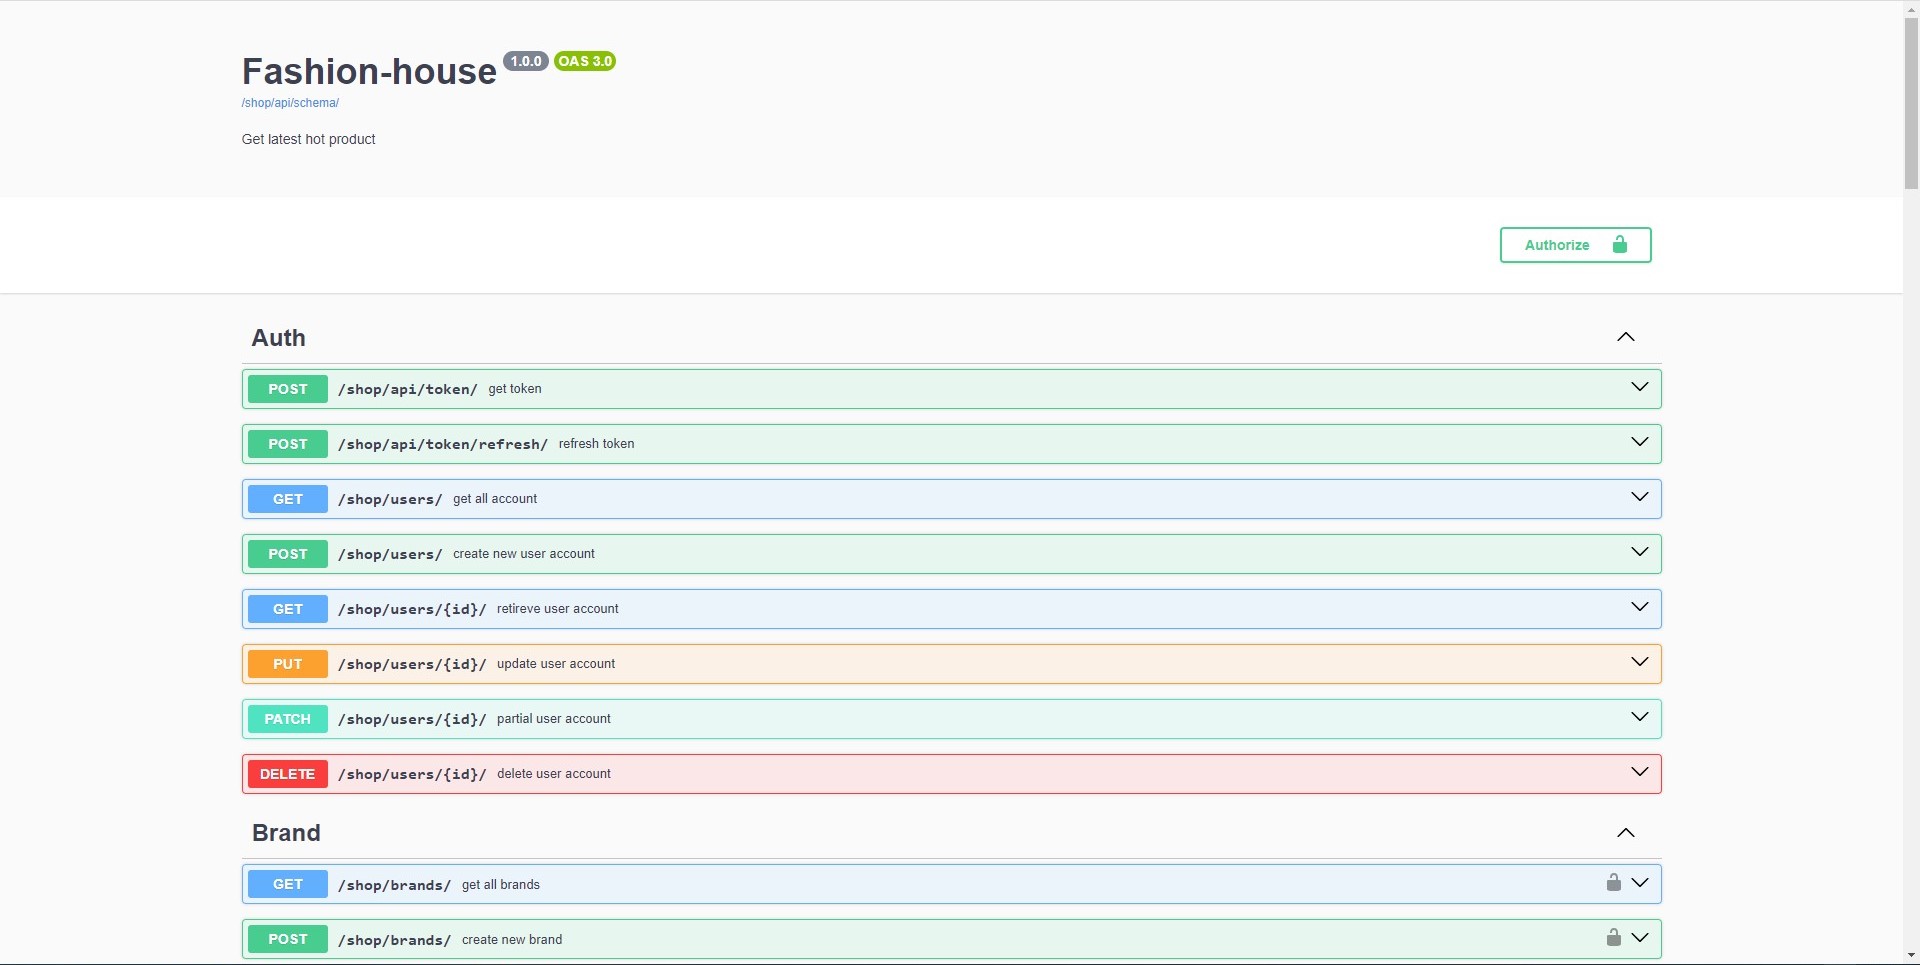 Fashion-house 1.0.0 OAS 3.0
/shop/api/schema/
Get latest hot product
Authorize
Auth
POST /shop/api/token/ get token
POST /shop/api/token/refresh/ refresh token
GET /shop/users/ get all account
POST /shop/users/ create new user account
GET /shop/users/{id}/ retireve user account
PUT /shop/users/{id}/ update user account
PATCH /shop/users/{id}/ partial user account
DELETE /shop/users/{id}/ delete user account
Brand
GET /shop/brands/ get all brands
POST /shop/brands/ create new brand